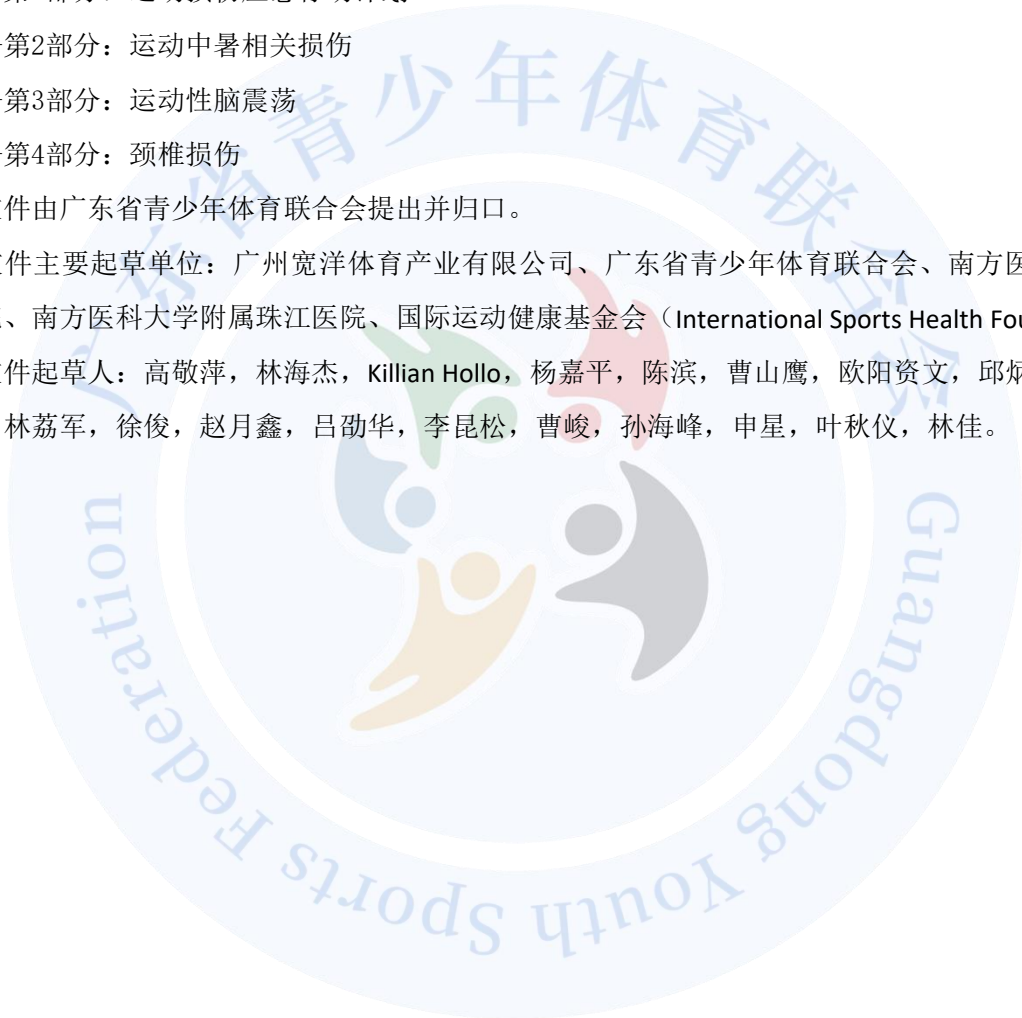 第2部分：运动中暑相关损伤
第3部分：运动性脑震荡
第4部分：颈椎损伤
件由广东省青少年体育联合会提出并归口。
件主要起草单位：广州宽洋体育产业有限公司、广东省青少年体育联合会、南方医
、南方医科大学附属珠江医院、国际运动健康基金会（International Sports Health Fou
件起草人：高敬萍，林海杰，Killian Hollo，杨嘉平，陈滨，曹山鹰，欧阳资文，邱炳
林荔军，徐俊，赵月鑫，吕劭华，李昆松，曹峻，孙海峰，申星，叶秋仪，林佳。
广东省青少年体育联合会
Guangdong Youth Sports Federation